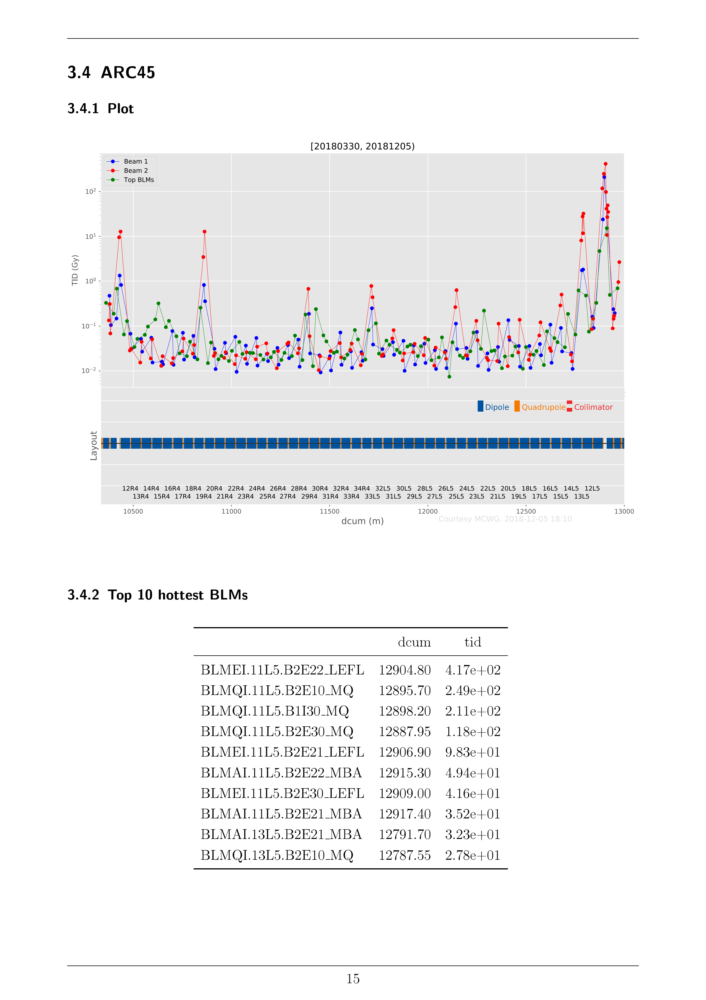 3.4 ARC45
3.4.1 Plot
[20180330, 20181205)
Beam 1
Beam 2
Top BLMs
10²
10¹
10⁰
10⁻¹
10⁻²
TID (Gy)
Dipole Quadrupole Collimator
Layout
12R4 14R4 16R4 18R4 20R4 22R4 24R4 26R4 28R4 30R4 32R4 34R4 32L5 30L5 28L5 26L5 24L5 22L5 20L5 18L5 16L5 14L5 12L5
13R4 15R4 17R4 19R4 21R4 23R4 25R4 27R4 29R4 31R4 33R4 33L5 31L5 29L5 27L5 25L5 23L5 21L5 19L5 17L5 15L5 13L5
10500 11000 11500 12000 12500 13000
dcum (m)
Courtesy MCWG: 2018-12-05 18:10
3.4.2 Top 10 hottest BLMs
dcum tid
BLMEI.11L5.B2E22_LEFL 12904.80 4.17e+02
BLMQI.11L5.B2E10_MQ 12895.70 2.49e+02
BLMQI.11L5.B1I30_MQ 12898.20 2.11e+02
BLMQI.11L5.B2E30_MQ 12887.95 1.18e+02
BLMEI.11L5.B2E21_LEFL 12906.90 9.83e+01
BLMAI.11L5.B2E22_MBA 12915.30 4.94e+01
BLMEI.11L5.B2E30_LEFL 12909.00 4.16e+01
BLMAI.11L5.B2E21_MBA 12917.40 3.52e+01
BLMAI.13L5.B2E21_MBA 12791.70 3.23e+01
BLMQI.13L5.B2E10_MQ 12787.55 2.78e+01
15